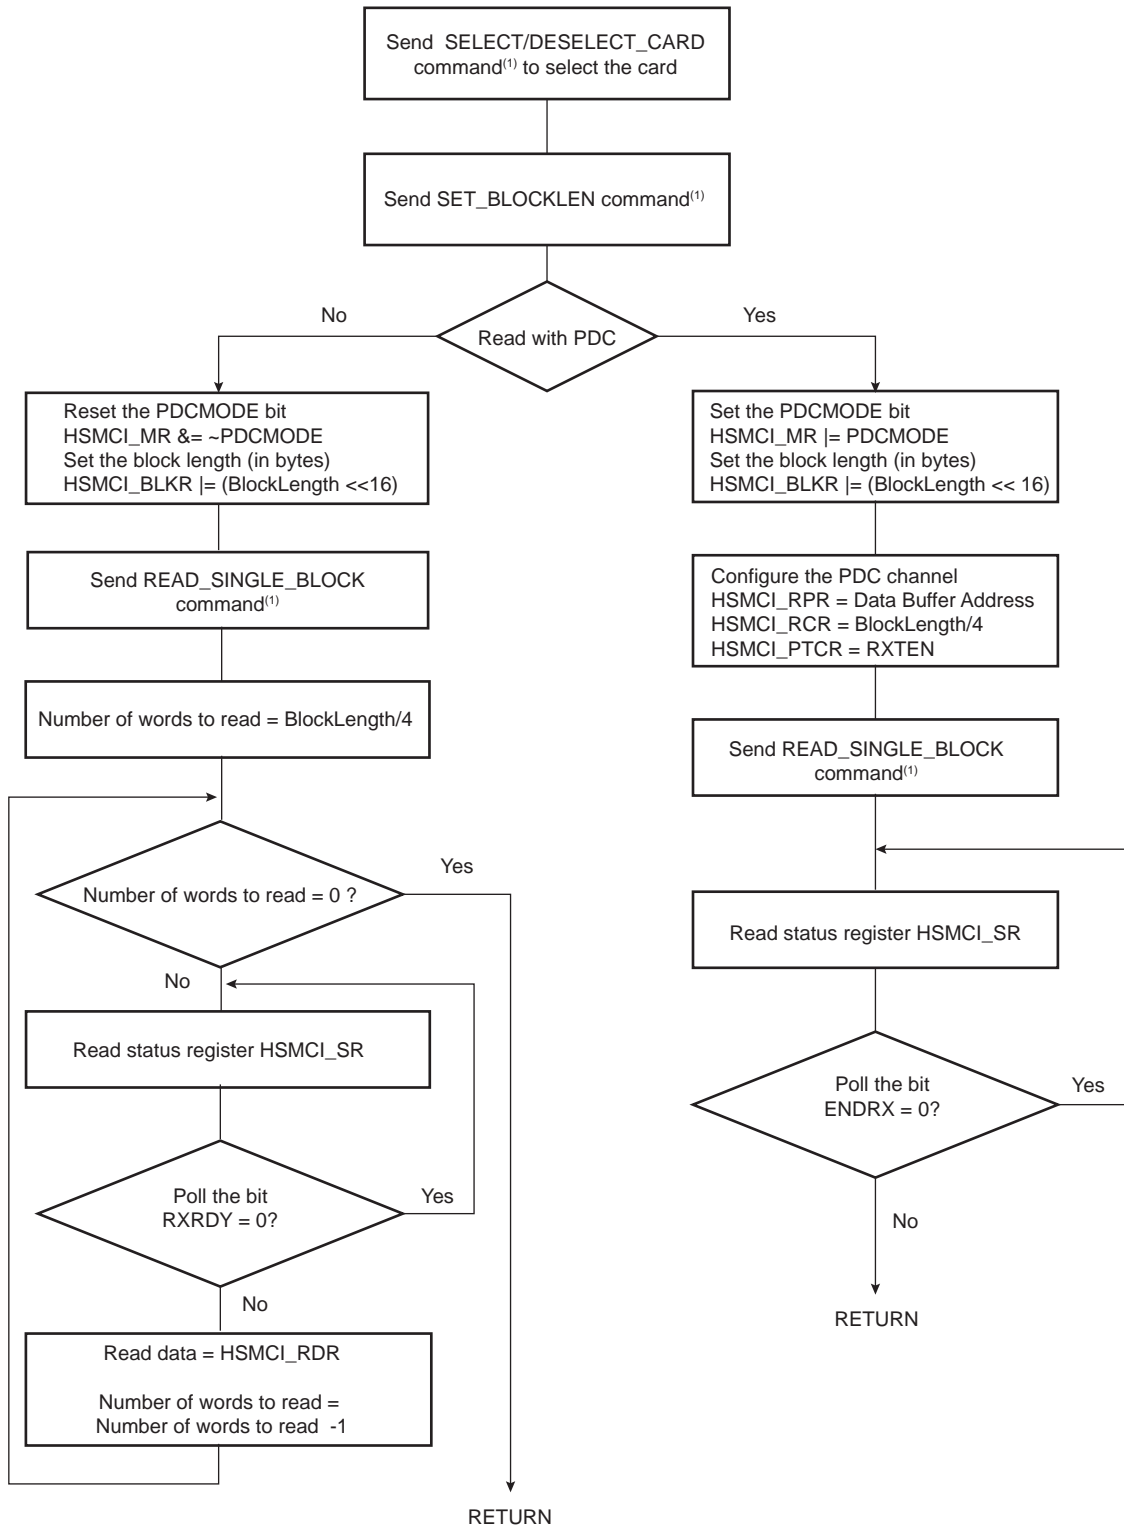 Send  SELECT/DESELECT_CARD
command(1) to select the card
Send SET_BLOCKLEN command(1)
No
Yes
Read with PDC
Reset the PDCMODE bit
HSMCI_MR &= ~PDCMODE
Set the block length (in bytes)
HSMCI_BLKR |= (BlockLength <<16)
Send READ_SINGLE_BLOCK
command(1)
Number of words to read = BlockLength/4
Number of words to read = 0 ?
Yes
No
Read status register HSMCI_SR
Poll the bit
RXRDY = 0?
Yes
No
Read data = HSMCI_RDR
Number of words to read =
Number of words to read  -1
RETURN
Set the PDCMODE bit
HSMCI_MR |= PDCMODE
Set the block length (in bytes)
HSMCI_BLKR |= (BlockLength << 16)
Configure the PDC channel
HSMCI_RPR = Data Buffer Address
HSMCI_RCR = BlockLength/4
HSMCI_PTCR = RXTEN
Send READ_SINGLE_BLOCK
command(1)
Read status register HSMCI_SR
Poll the bit
ENDRX = 0?
Yes
No
RETURN